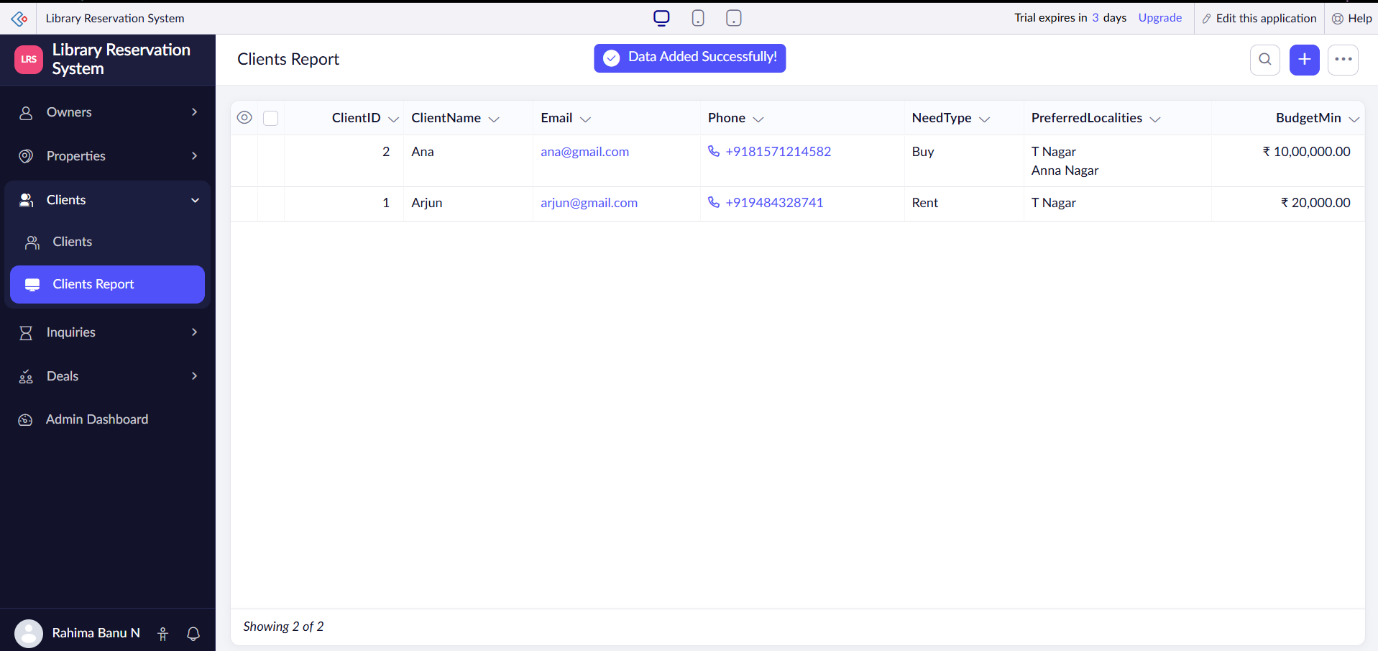 Library Reservation System
Trial expires in 3 days Upgrade
Edit this application
Help
LRS
Library Reservation
System
Clients Report
Data Added Successfully!
Owners
Properties
Clients
Clients
Clients Report
Inquiries
Deals
Admin Dashboard
ClientID ClientName Email Phone NeedType PreferredLocalities BudgetMin
2 Ana ana@gmail.com +9181571214582 Buy T Nagar ₹ 10,00,000.00
Anna Nagar
1 Arjun arjun@gmail.com +919484328741 Rent T Nagar ₹ 20,000.00
Showing 2 of 2
Rahima Banu N